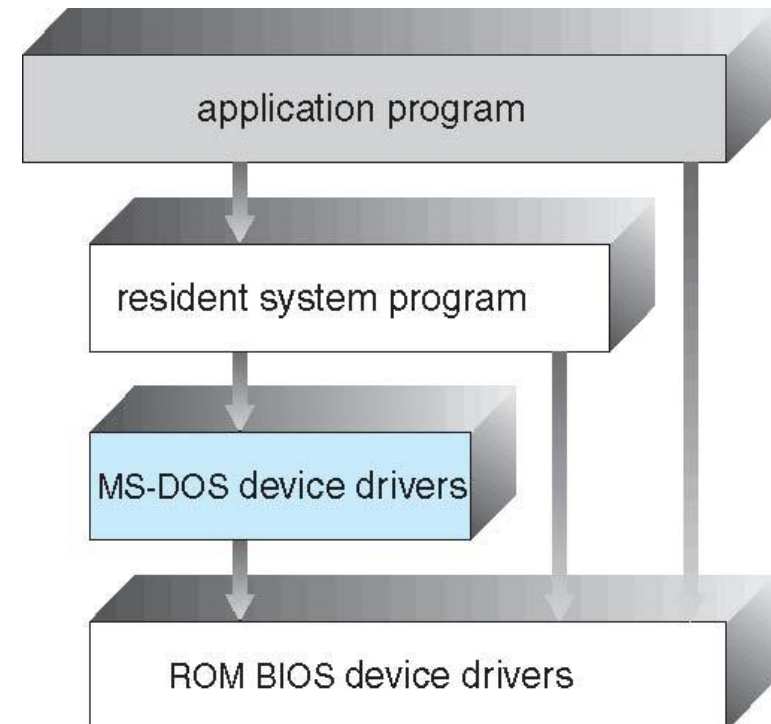 application program
resident system program
MS-DOS device drivers
ROM BIOS device drivers